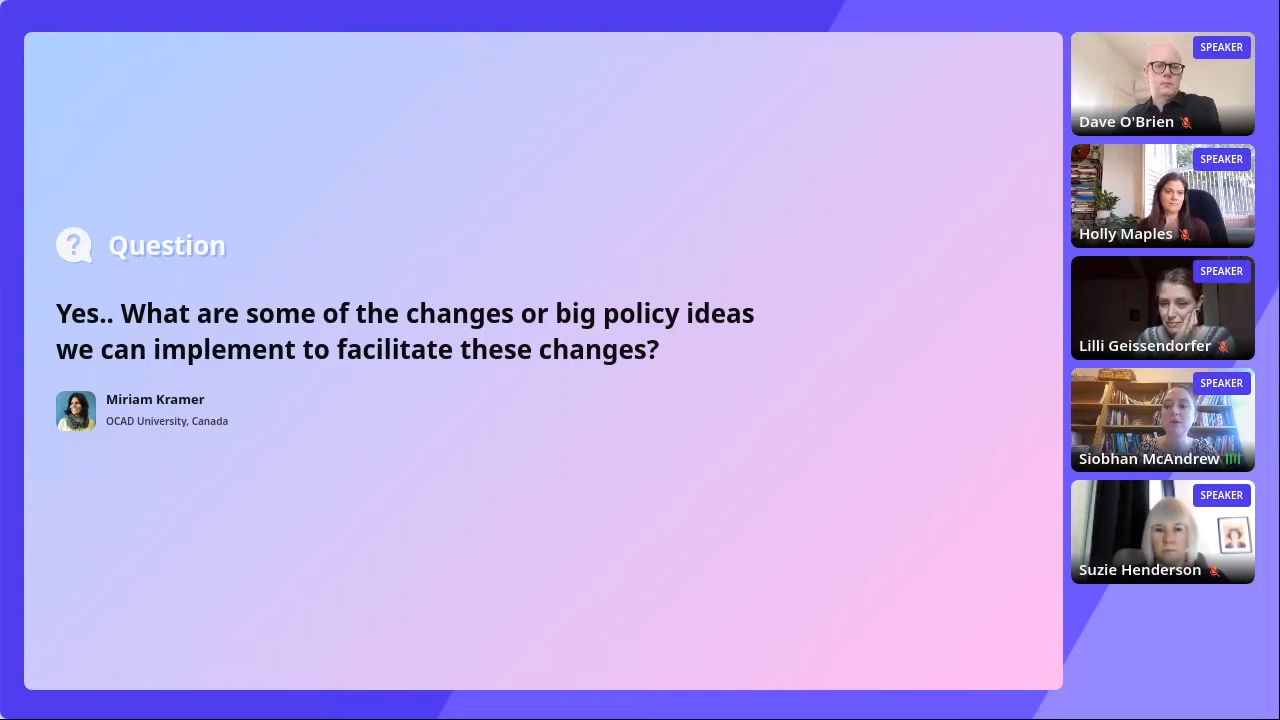 Question
Yes.. What are some of the changes or big policy ideas
we can implement to facilitate these changes?
Miriam Kramer
OCAD University, Canada
SPEAKER
Dave O'Brien
SPEAKER
Holly Maples
SPEAKER
Lilli Geissendorfer
SPEAKER
Siobhan McAndrew
SPEAKER
Suzie Henderson